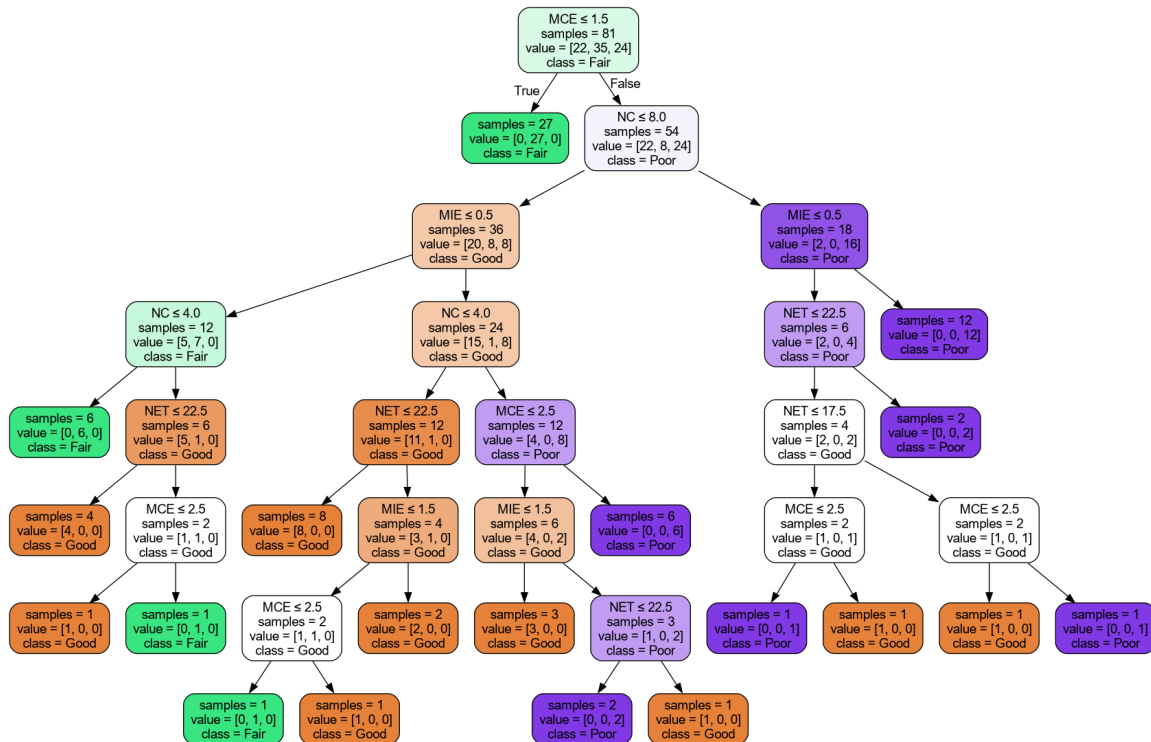 MCE ≤ 1.5
samples = 81
value = [22, 35, 24]
class = Fair
True
False
samples = 27
value = [0, 27, 0]
class = Fair
NC ≤ 8.0
samples = 54
value = [22, 8, 24]
class = Poor
MIE ≤ 0.5
samples = 36
value = [20, 8, 8]
class = Good
MIE ≤ 0.5
samples = 18
value = [2, 0, 16]
class = Poor
NC ≤ 4.0
samples = 12
value = [5, 7, 0]
class = Fair
NC ≤ 4.0
samples = 24
value = [15, 1, 8]
class = Good
NET ≤ 22.5
samples = 6
value = [2, 0, 4]
class = Poor
samples = 12
value = [0, 0, 12]
class = Poor
samples = 6
value = [0, 6, 0]
class = Fair
NET ≤ 22.5
samples = 6
value = [5, 1, 0]
class = Good
NET ≤ 22.5
samples = 12
value = [11, 1, 0]
class = Good
MCE ≤ 2.5
samples = 12
value = [4, 0, 8]
class = Poor
NET ≤ 17.5
samples = 4
value = [2, 0, 2]
class = Good
samples = 2
value = [0, 0, 2]
class = Poor
samples = 4
value = [4, 0, 0]
class = Good
MCE ≤ 2.5
samples = 2
value = [1, 1, 0]
class = Good
samples = 8
value = [8, 0, 0]
class = Good
MIE ≤ 1.5
samples = 4
value = [3, 1, 0]
class = Good
MIE ≤ 1.5
samples = 6
value = [4, 0, 2]
class = Good
samples = 6
value = [0, 0, 6]
class = Poor
MCE ≤ 2.5
samples = 2
value = [1, 0, 1]
class = Good
MCE ≤ 2.5
samples = 2
value = [1, 0, 1]
class = Good
samples = 1
value = [1, 0, 0]
class = Good
samples = 1
value = [0, 1, 0]
class = Fair
MCE ≤ 2.5
samples = 2
value = [1, 1, 0]
class = Good
samples = 2
value = [2, 0, 0]
class = Good
samples = 3
value = [3, 0, 0]
class = Good
NET ≤ 22.5
samples = 3
value = [1, 0, 2]
class = Poor
samples = 1
value = [0, 0, 1]
class = Poor
samples = 1
value = [1, 0, 0]
class = Good
samples = 1
value = [1, 0, 0]
class = Good
samples = 1
value = [0, 0, 1]
class = Poor
samples = 1
value = [0, 1, 0]
class = Fair
samples = 1
value = [1, 0, 0]
class = Good
samples = 2
value = [0, 0, 2]
class = Poor
samples = 1
value = [1, 0, 0]
class = Good